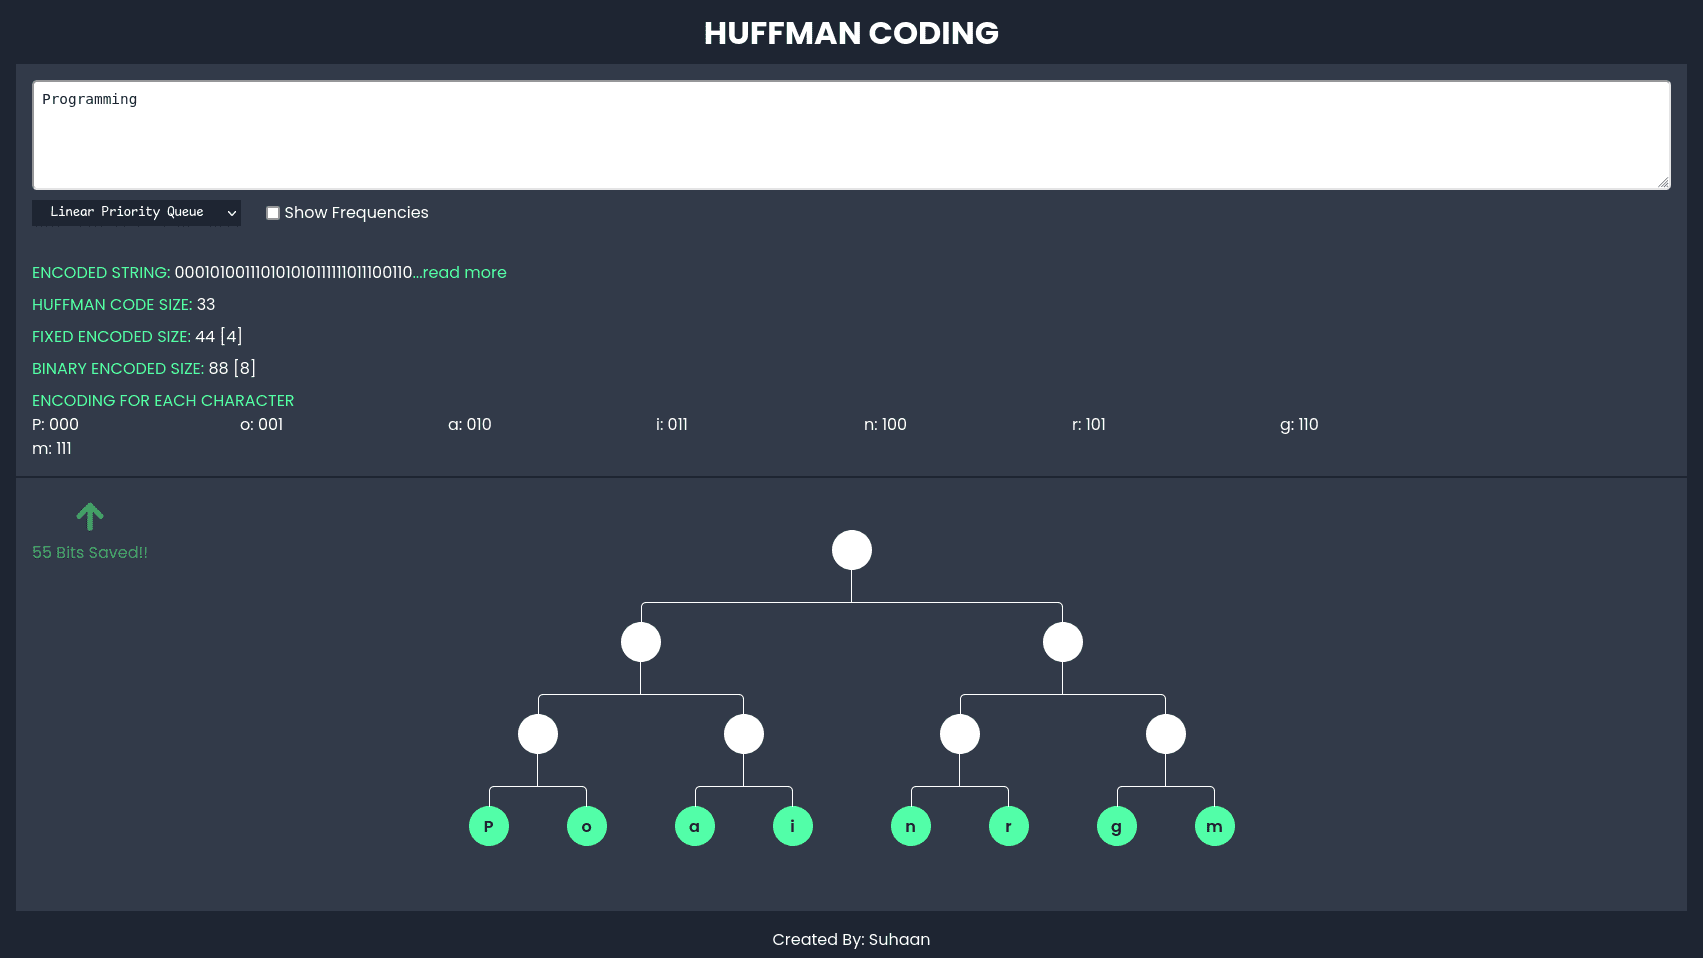 HUFFMAN CODING
Programming
Linear Priority Queue
Show Frequencies
ENCODED STRING: 000101001110101010111111011100110...read more
HUFFMAN CODE SIZE: 33
FIXED ENCODED SIZE: 44 [4]
BINARY ENCODED SIZE: 88 [8]
ENCODING FOR EACH CHARACTER
P: 000 o: 001 a: 010 i: 011 n: 100 r: 101 g: 110
m: 111
55 Bits Saved!!
P o a i n r g m
Created By: Suhaan